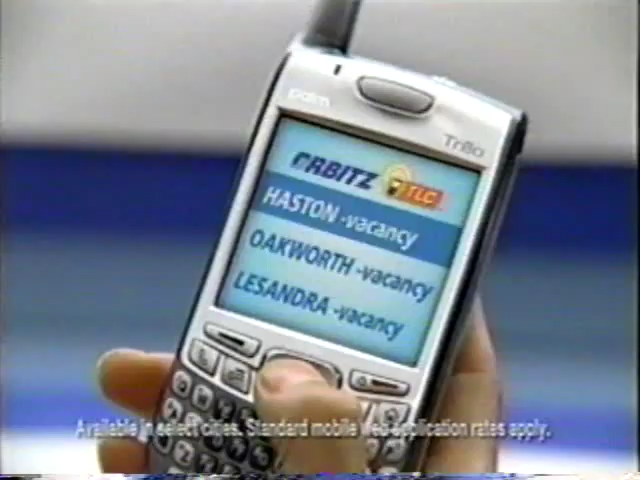 palm
Treo
ORBITZ TLC
HASTON -vacancy
OAKWORTH -vacancy
LESANDRA -vacancy
Available in select cities. Standard mobile web application rates apply.